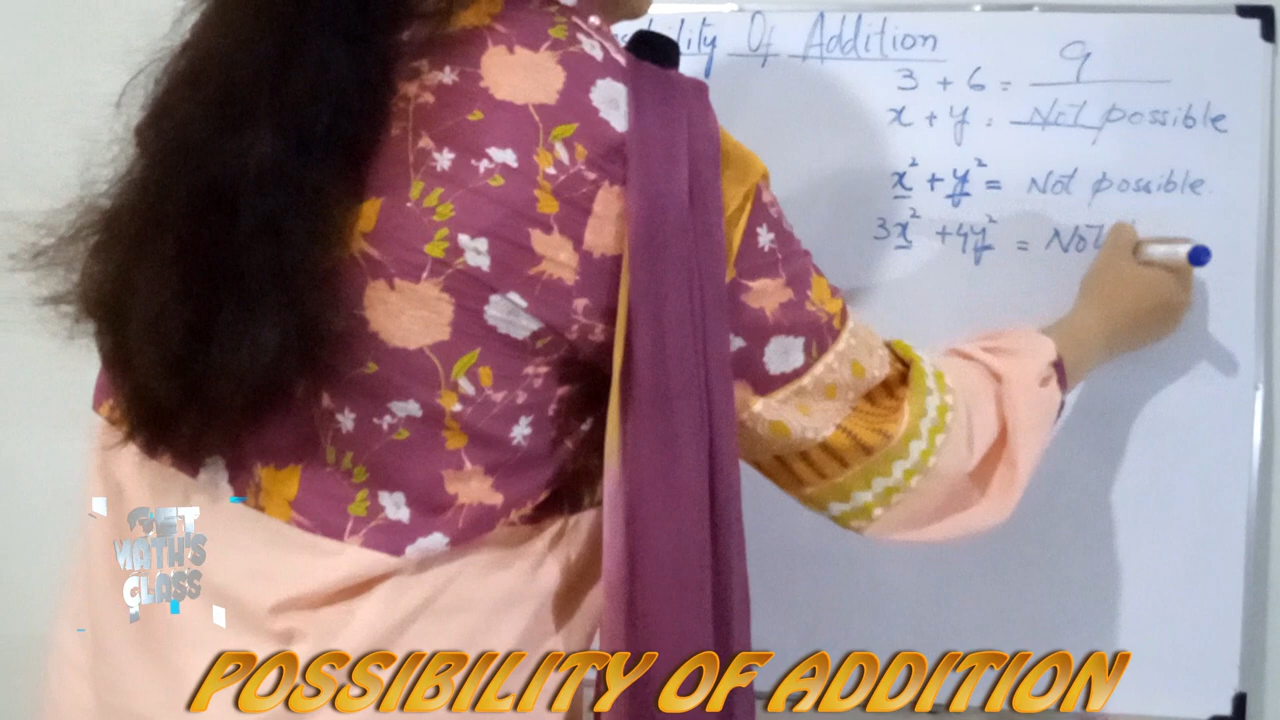 Of Addition
3 + 6 = 9
x + y = Not possible
x² + y² = Not possible
3x² + 4y² = Not
GET
MATH'S
CLASS
POSSIBILITY OF ADDITION